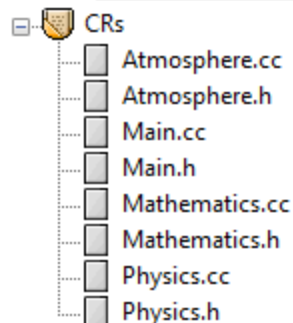 CRs
Atmosphere.cc
Atmosphere.h
Main.cc
Main.h
Mathematics.cc
Mathematics.h
Physics.cc
Physics.h